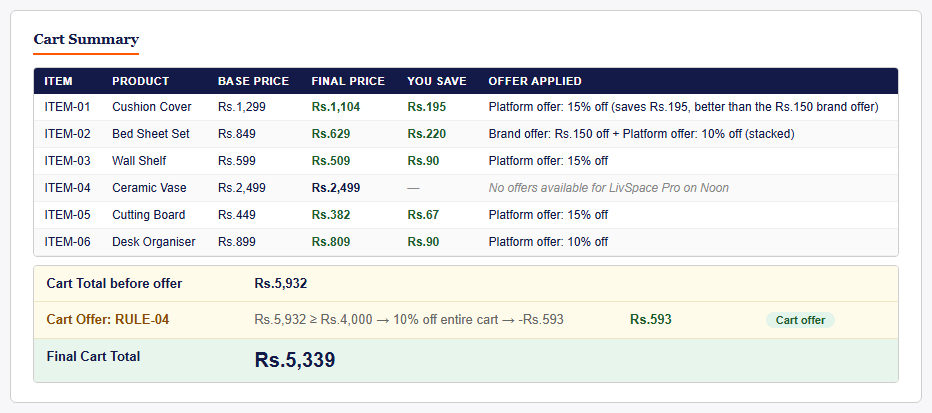 Cart Summary
ITEM PRODUCT BASE PRICE FINAL PRICE YOU SAVE OFFER APPLIED
ITEM-01 Cushion Cover Rs.1,299 Rs.1,104 Rs.195 Platform offer: 15% off (saves Rs.195, better than the Rs.150 brand offer)
ITEM-02 Bed Sheet Set Rs.849 Rs.629 Rs.220 Brand offer: Rs.150 off + Platform offer: 10% off (stacked)
ITEM-03 Wall Shelf Rs.599 Rs.509 Rs.90 Platform offer: 15% off
ITEM-04 Ceramic Vase Rs.2,499 Rs.2,499 — No offers available for LivSpace Pro on Noon
ITEM-05 Cutting Board Rs.449 Rs.382 Rs.67 Platform offer: 15% off
ITEM-06 Desk Organiser Rs.899 Rs.809 Rs.90 Platform offer: 10% off
Cart Total before offer Rs.5,932
Cart Offer: RULE-04 Rs.5,932 ≥ Rs.4,000 → 10% off entire cart → -Rs.593 Rs.593 Cart offer
Final Cart Total Rs.5,339